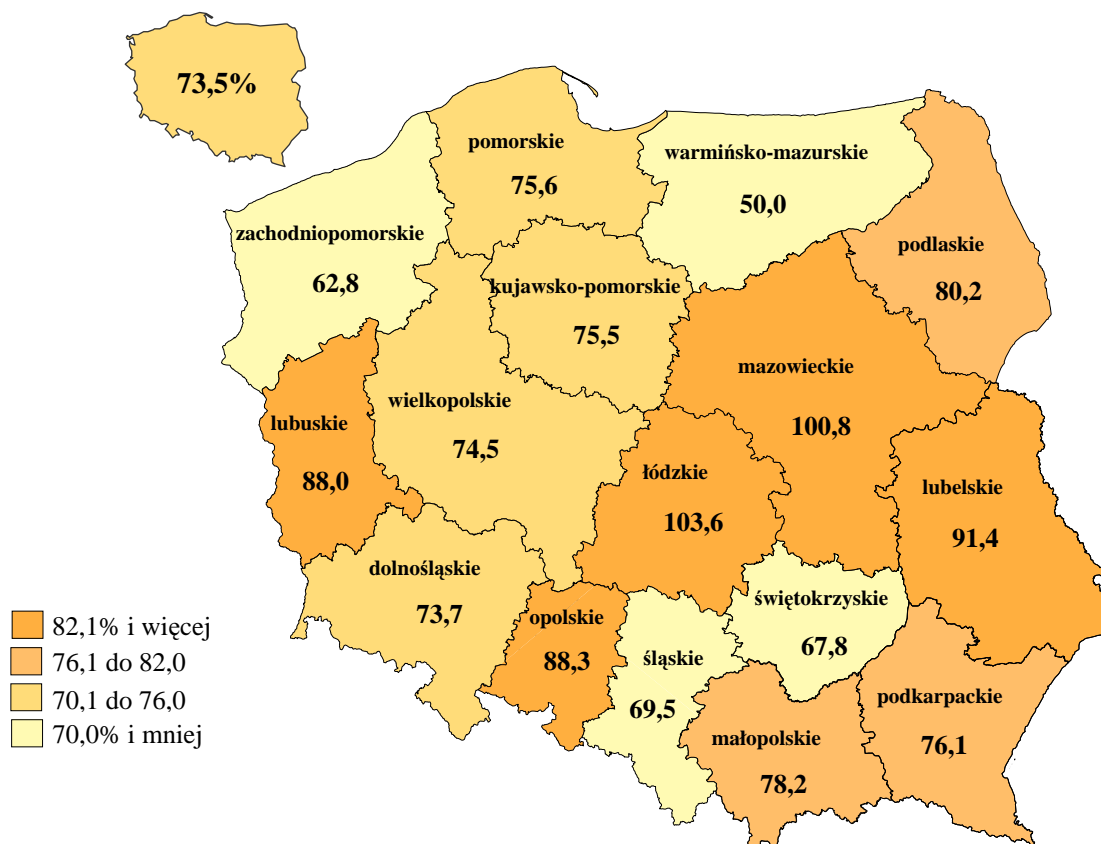 73,5%
pomorskie
75,6
warmińsko-mazurskie
50,0
zachodniopomorskie
62,8
podlaskie
80,2
kujawsko-pomorskie
75,5
mazowieckie
100,8
wielkopolskie
74,5
lubuskie
88,0
łódzkie
103,6
lubelskie
91,4
dolnośląskie
73,7
opolskie
88,3
świętokrzyskie
67,8
śląskie
69,5
podkarpackie
76,1
małopolskie
78,2
82,1% i więcej
76,1 do 82,0
70,1 do 76,0
70,0% i mniej